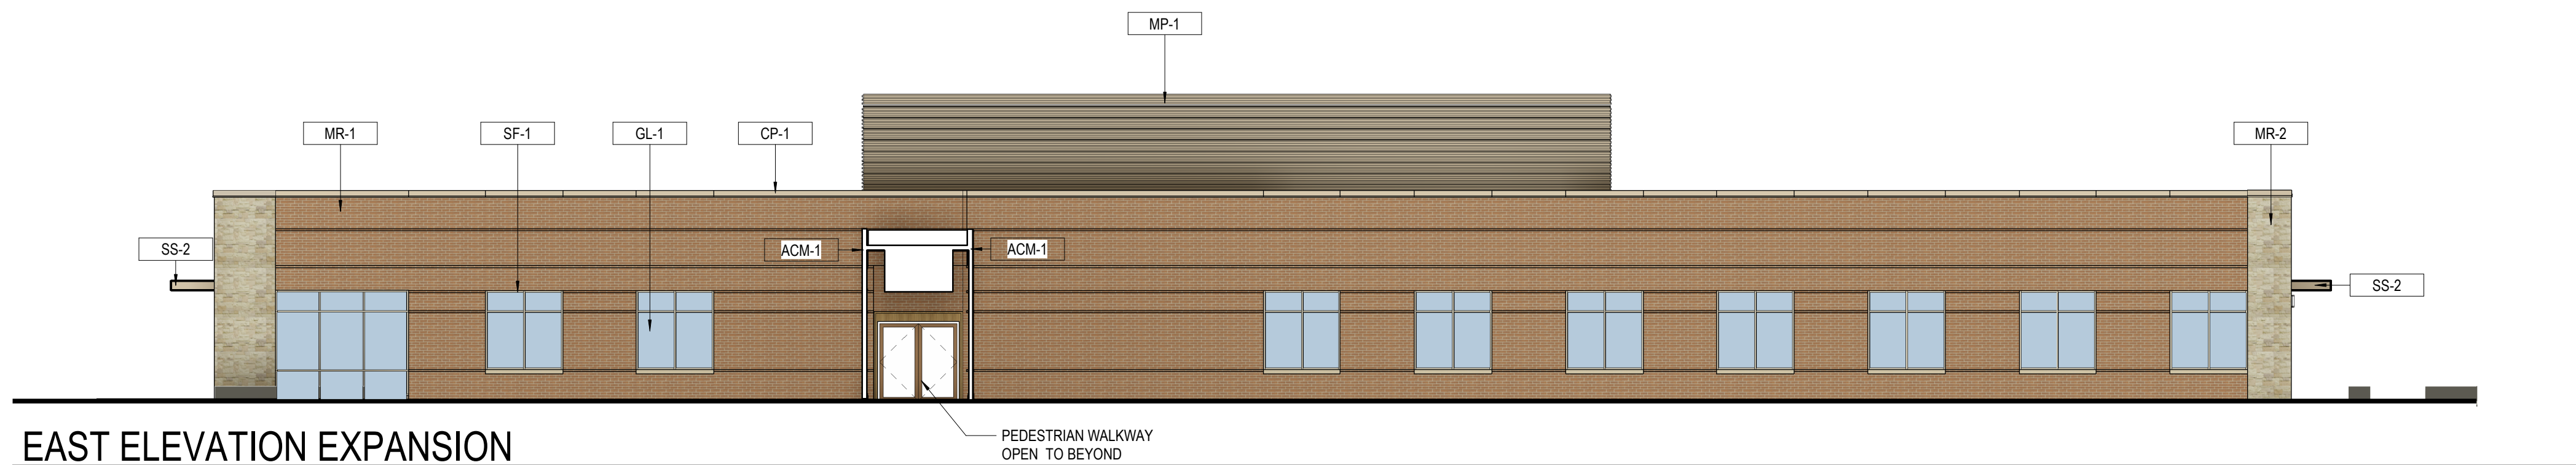 MP-1
MR-1
SF-1
GL-1
CP-1
MR-2
SS-2
ACM-1
ACM-1
SS-2
PEDESTRIAN WALKWAY
OPEN TO BEYOND
EAST ELEVATION EXPANSION